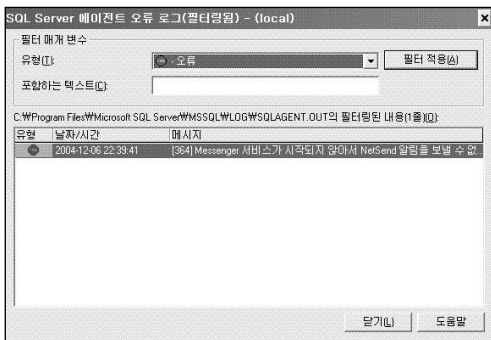 SQL Server 에이전트 오류 로그(필터링됨) - (local)
필터 매개 변수
유형(T):
- 오류
필터 적용(A)
포함하는 텍스트(C):
C:₩Program Files₩Microsoft SQL Server₩MSSQL₩LOG₩SQLAGENT.OUT의 필터링된 내용(1줄)(O):
유형 날짜/시간 메시지
2004-12-06 22:39:41 [364] Messenger 서비스가 시작되지 않아서 NetSend 알림을 보낼 수 없...
닫기(L) 도움말